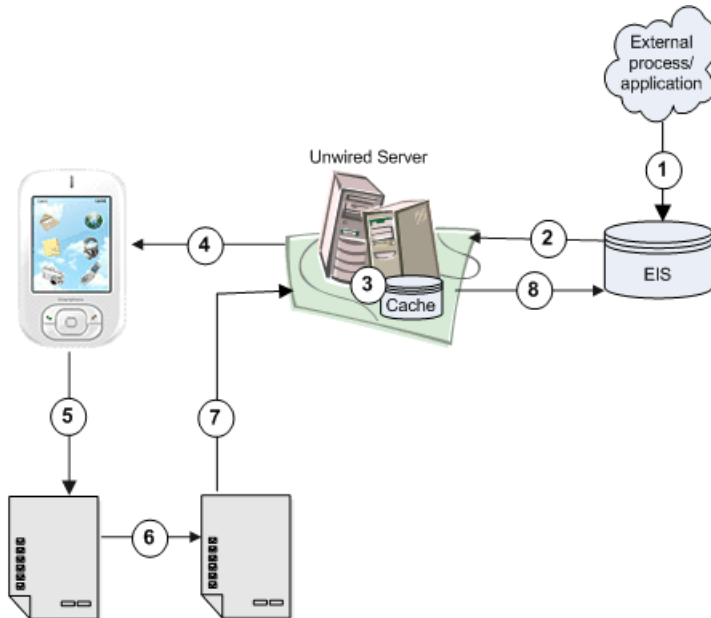 External
process/
application
1
Unwired Server
4
2
EIS
3
Cache
8
5
7
6